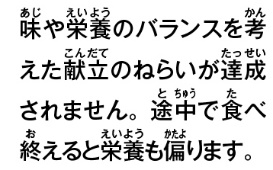 味や栄養のバランスを考
えた献立のねらいが達成
されません。途中で食べ
終えると栄養も偏ります。